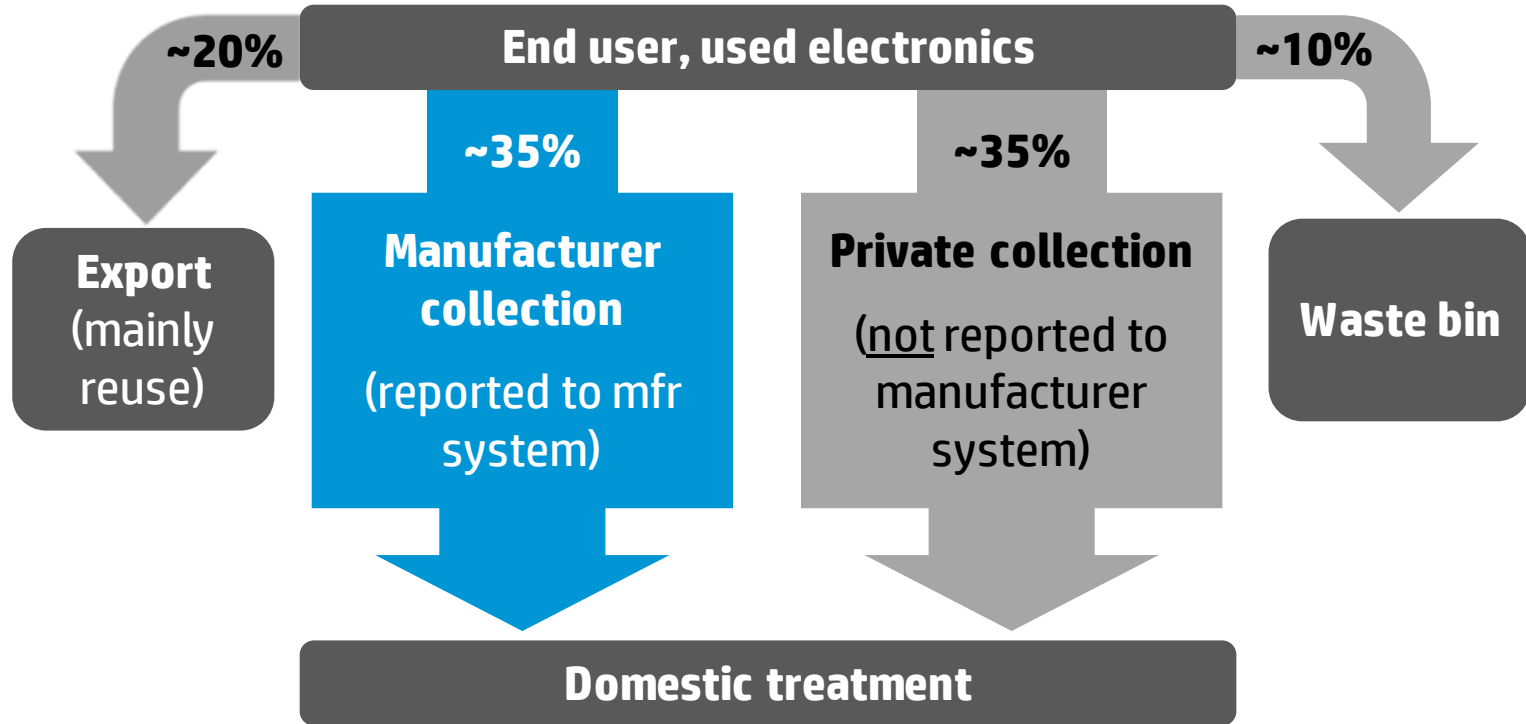 End user, used electronics
~20%
~10%
~35%
~35%
Export
(mainly
reuse)
Manufacturer
collection
(reported to mfr
system)
Private collection
(not reported to
manufacturer
system)
Waste bin
Domestic treatment